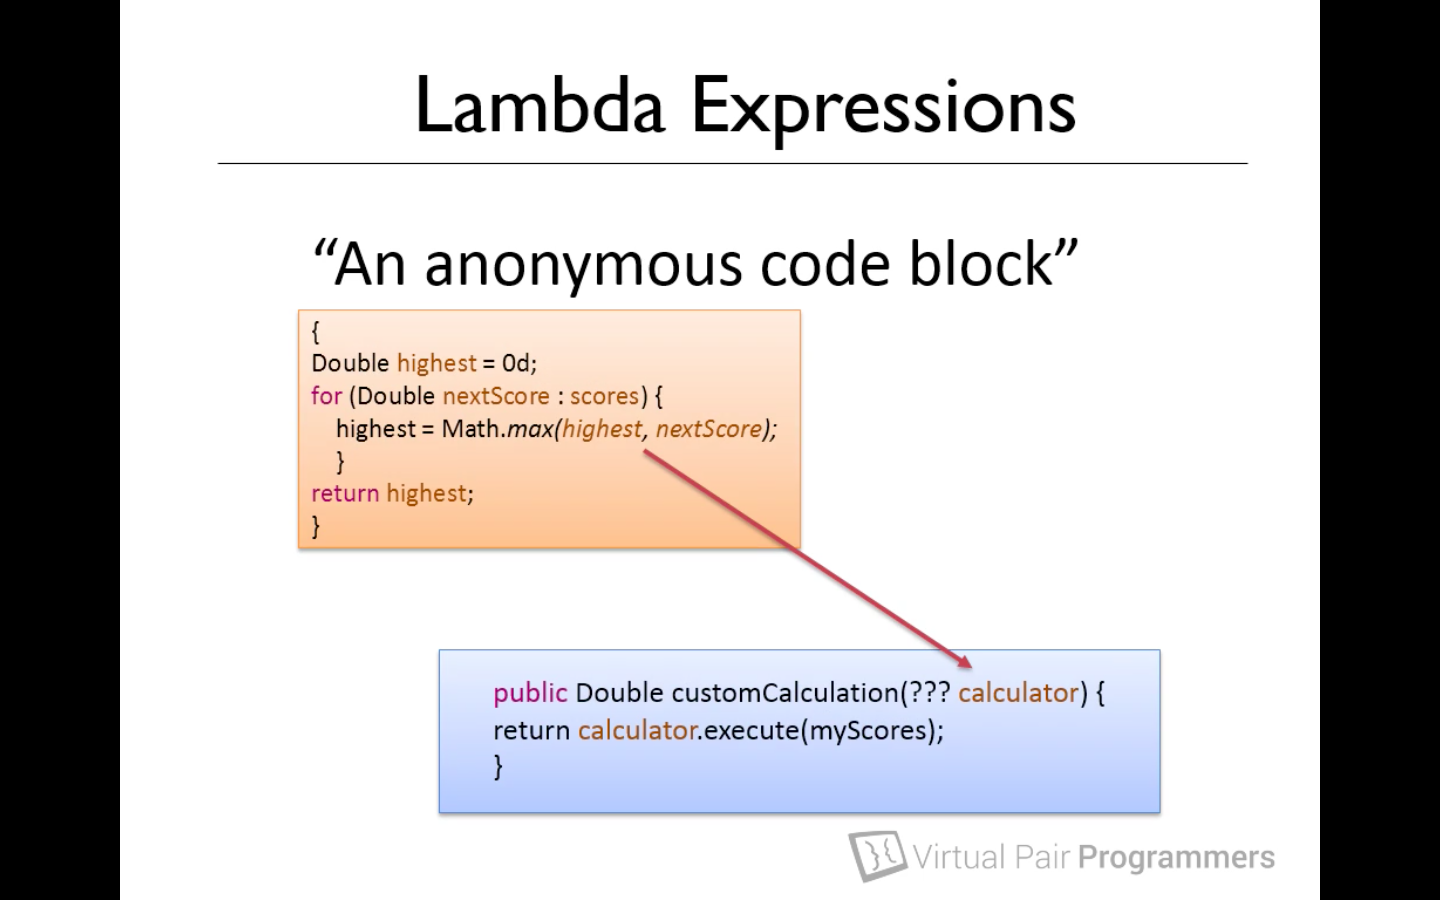 Lambda Expressions
“An anonymous code block”
{
Double highest = 0d;
for (Double nextScore : scores) {
highest = Math.max(highest, nextScore);
}
return highest;
}
public Double customCalculation(??? calculator) {
return calculator.execute(myScores);
}
Virtual Pair Programmers